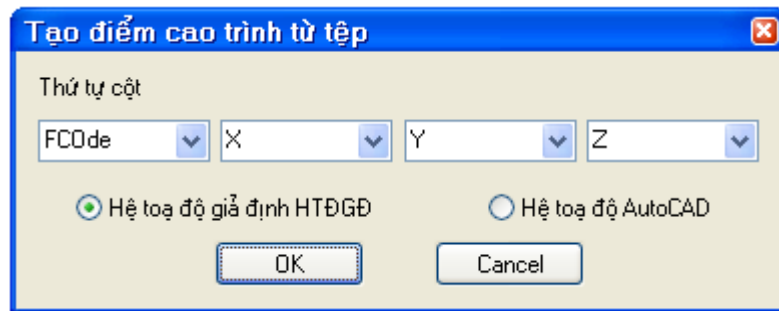 Tạo điểm cao trình từ tệp
Thứ tự cột
FCOde X Y Z
Hệ toạ độ giả định HTĐGĐ Hệ toạ độ AutoCAD
OK Cancel